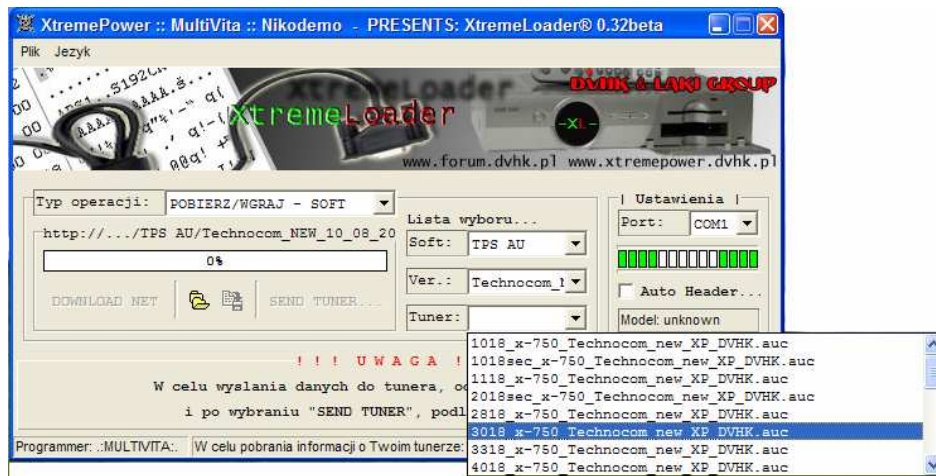 XtremePower :: MultiVita :: Nikodemo - PRESENTS: XtremeLoader® 0.32beta
Plik Jezyk
DVHK & LAKI GROUP
XtremeLoader
-XL-
www.forum.dvhk.pl www.xtremepower.dvhk.pl
Typ operacji: POBIERZ/WGRAJ - SOFT
http://.../TPS AU/Technocom_NEW_10_08_20
0%
DOWNLOAD NET
SEND TUNER...
Lista wyboru...
Soft: TPS AU
Ver.: Technocom_
Tuner:
| Ustawienia |
Port: COM1
Auto Header...
Model: unknown
1018_x-750_Technocom_new_XP_DVHK.auc
1018sec_x-750_Technocom_new_XP_DVHK.auc
1118_x-750_Technocom_new_XP_DVHK.auc
2018sec_x-750_Technocom_new_XP_DVHK.auc
2818_x-750_Technocom_new_XP_DVHK.auc
3018_x-750_Technocom_new_XP_DVHK.auc
3318_x-750_Technocom_new_XP_DVHK.auc
4018_x-750_Technocom_new_XP_DVHK.auc
! ! ! U W A G A !
W celu wyslania danych do tunera, od
i po wybraniu "SEND TUNER", podl
Programmer: .:MULTIVITA:. W celu pobrania informacji o Twoim tunerze: